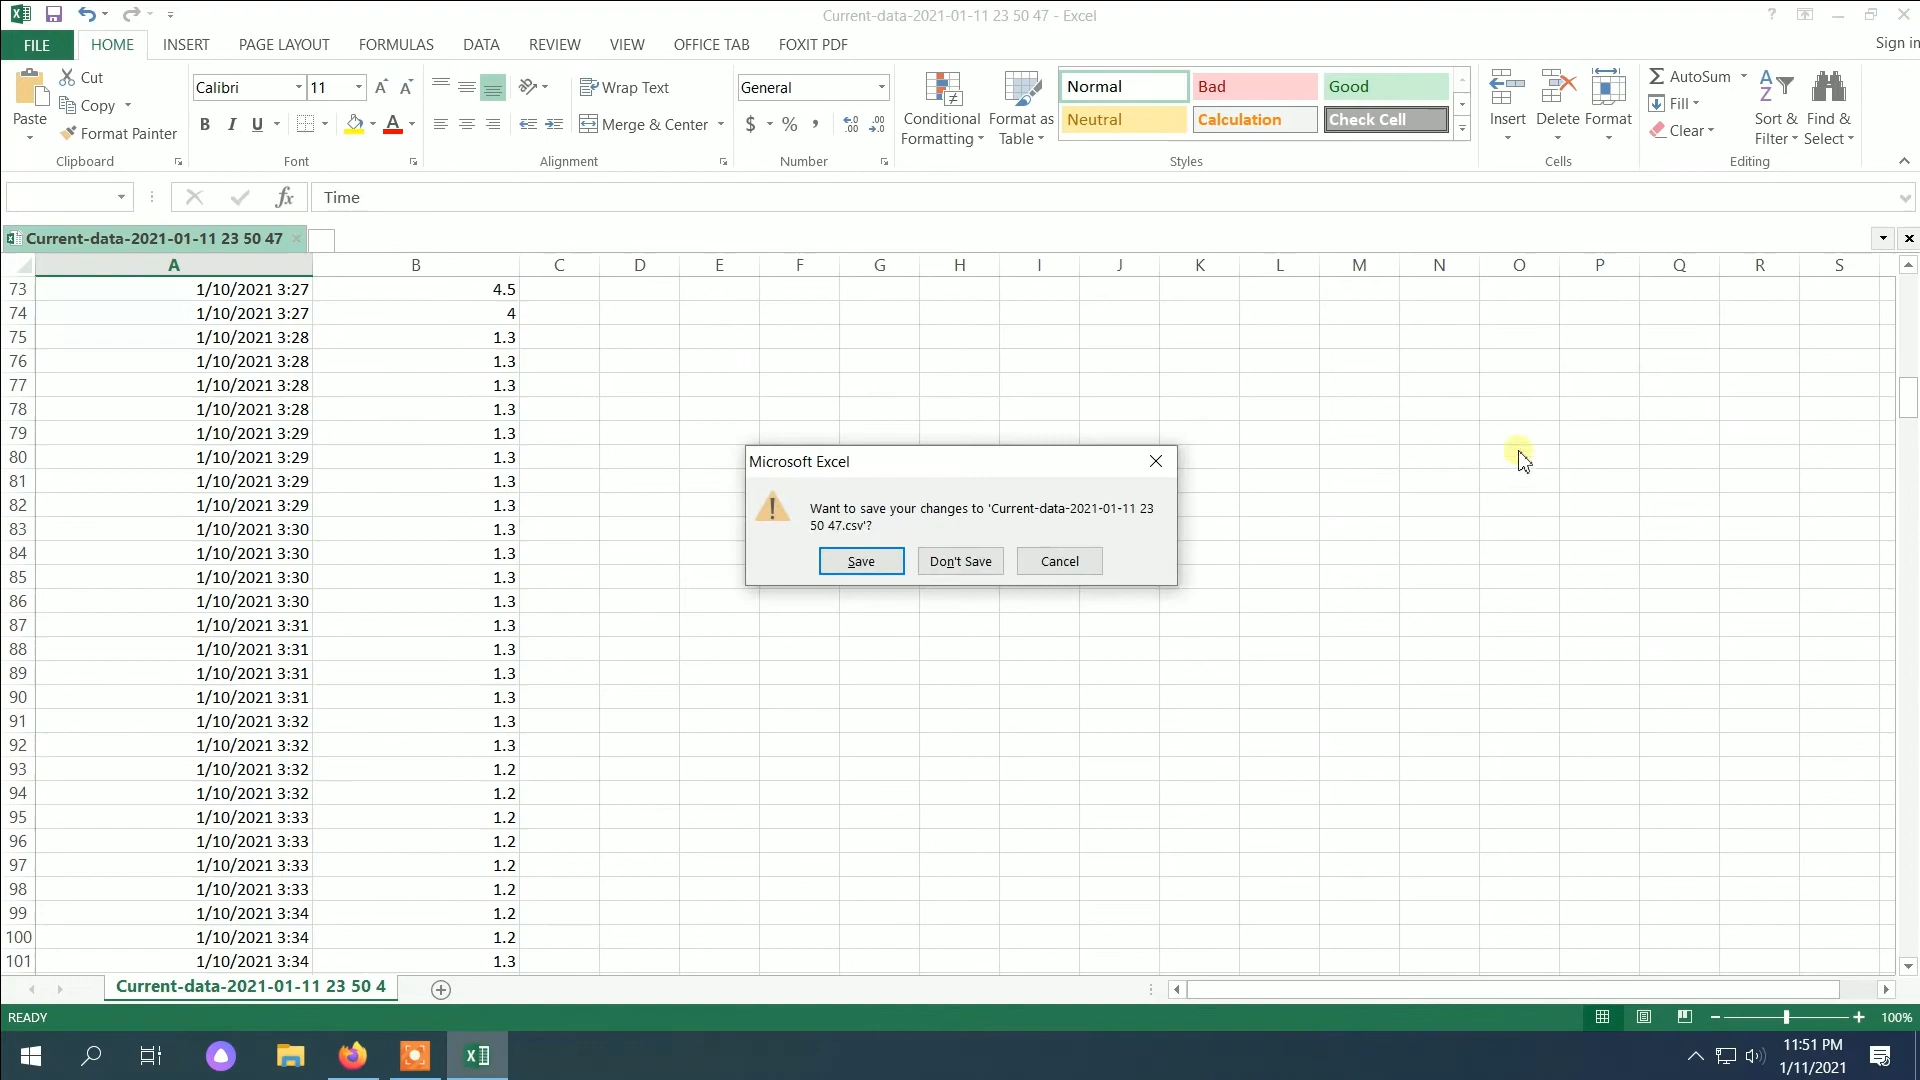 Current-data-2021-01-11 23 50 47 - Excel
FILE HOME INSERT PAGE LAYOUT FORMULAS DATA REVIEW VIEW OFFICE TAB FOXIT PDF Sign in
Paste
Cut
Copy
Format Painter
Clipboard
Calibri 11
B I U
Font
Wrap Text
Merge & Center
Alignment
General
$ % ,
Number
Conditional Formatting
Format as Table
Normal Bad Good
Neutral Calculation Check Cell
Styles
Insert Delete Format
Cells
AutoSum
Fill
Clear
Sort & Filter
Find & Select
Editing
fx Time
Current-data-2021-01-11 23 50 47
A B C D E F G H I J K L M N O P Q R S
73 1/10/2021 3:27 4.5
74 1/10/2021 3:27 4
75 1/10/2021 3:28 1.3
76 1/10/2021 3:28 1.3
77 1/10/2021 3:28 1.3
78 1/10/2021 3:28 1.3
79 1/10/2021 3:29 1.3
80 1/10/2021 3:29 1.3
81 1/10/2021 3:29 1.3
82 1/10/2021 3:29 1.3
83 1/10/2021 3:30 1.3
84 1/10/2021 3:30 1.3
85 1/10/2021 3:30 1.3
86 1/10/2021 3:30 1.3
87 1/10/2021 3:31 1.3
88 1/10/2021 3:31 1.3
89 1/10/2021 3:31 1.3
90 1/10/2021 3:31 1.3
91 1/10/2021 3:32 1.3
92 1/10/2021 3:32 1.3
93 1/10/2021 3:32 1.2
94 1/10/2021 3:32 1.2
95 1/10/2021 3:33 1.2
96 1/10/2021 3:33 1.2
97 1/10/2021 3:33 1.2
98 1/10/2021 3:33 1.2
99 1/10/2021 3:34 1.2
100 1/10/2021 3:34 1.2
101 1/10/2021 3:34 1.3
Microsoft Excel
Want to save your changes to 'Current-data-2021-01-11 23
50 47.csv'?
Save Don't Save Cancel
Current-data-2021-01-11 23 50 4
READY 100%
11:51 PM
1/11/2021